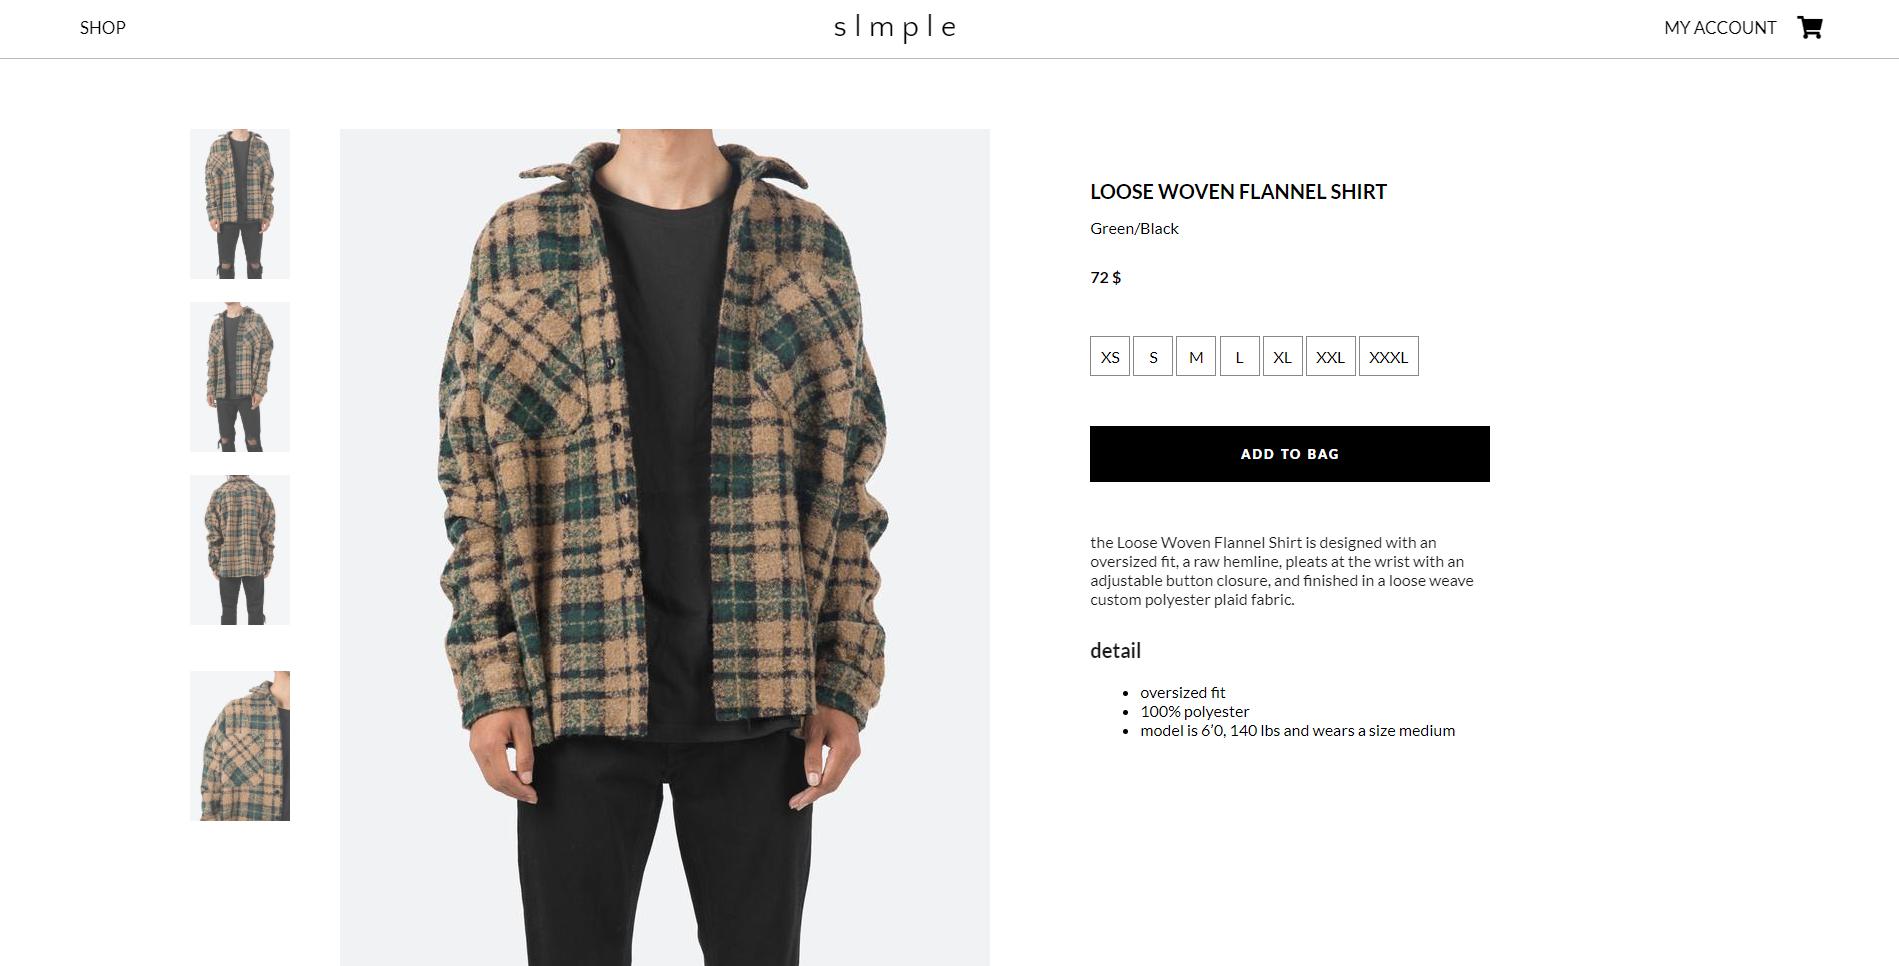 SHOP
slmple
MY ACCOUNT
LOOSE WOVEN FLANNEL SHIRT
Green/Black
72 $
XS S M L XL XXL XXXL
ADD TO BAG
the Loose Woven Flannel Shirt is designed with an
oversized fit, a raw hemline, pleats at the wrist with an
adjustable button closure, and finished in a loose weave
custom polyester plaid fabric.
detail
• oversized fit
• 100% polyester
• model is 6’0, 140 lbs and wears a size medium